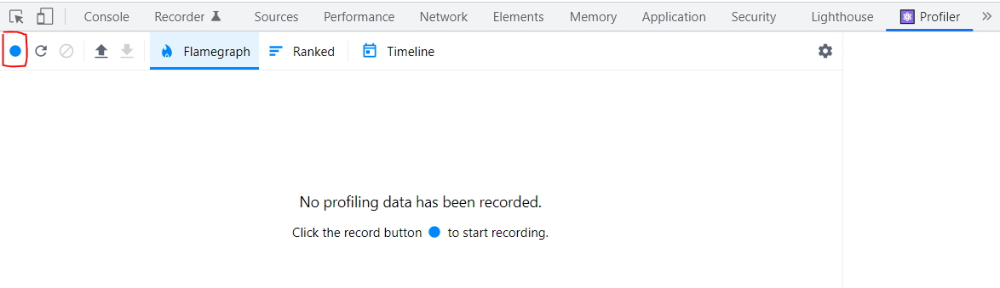 Console Recorder Sources Performance Network Elements Memory Application Security Lighthouse Profiler
Flamegraph Ranked Timeline
No profiling data has been recorded.
Click the record button to start recording.